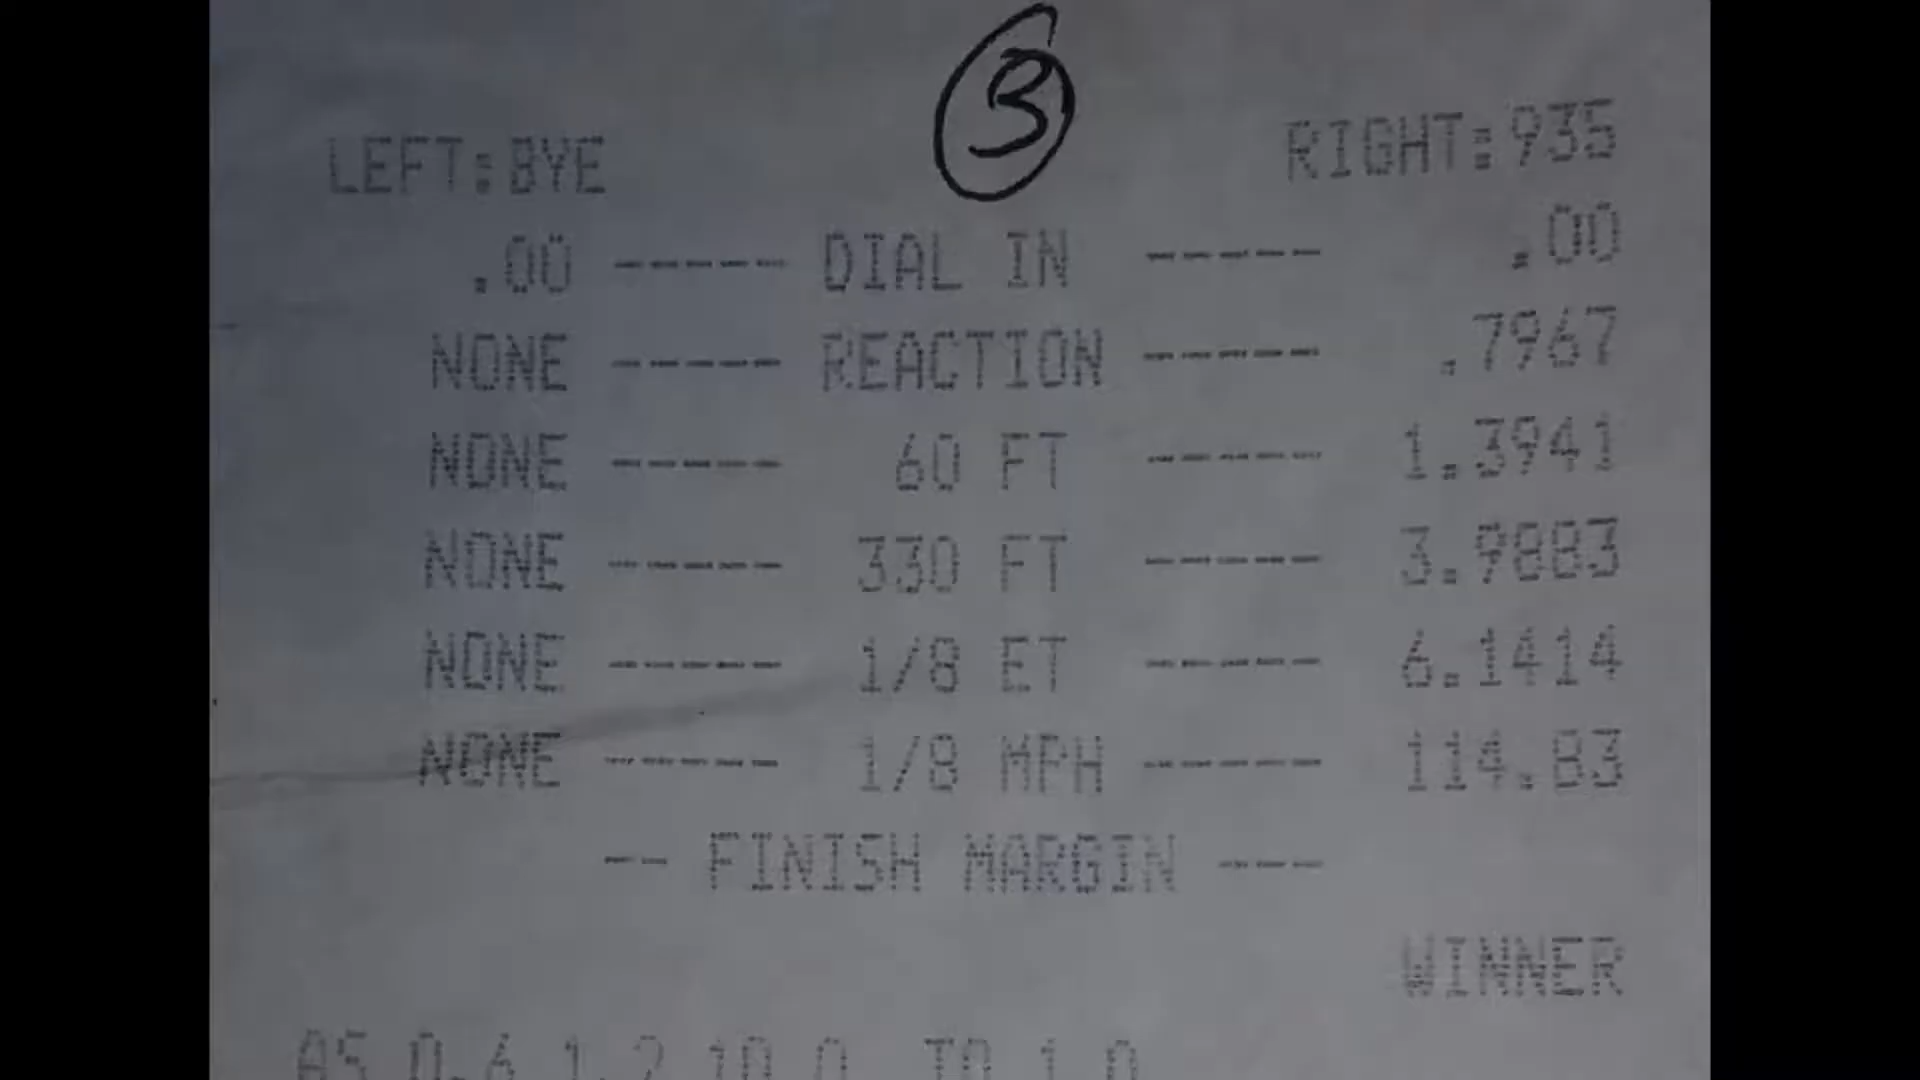 3
LEFT:BYE RIGHT:935
.00 ----- DIAL IN ----- .00
NONE ----- REACTION ----- .7967
NONE ----- 60 FT ----- 1.3941
NONE ----- 330 FT ----- 3.9883
NONE ----- 1/8 ET ----- 6.1414
NONE ----- 1/8 MPH ----- 114.83
-- FINISH MARGIN ---
WINNER